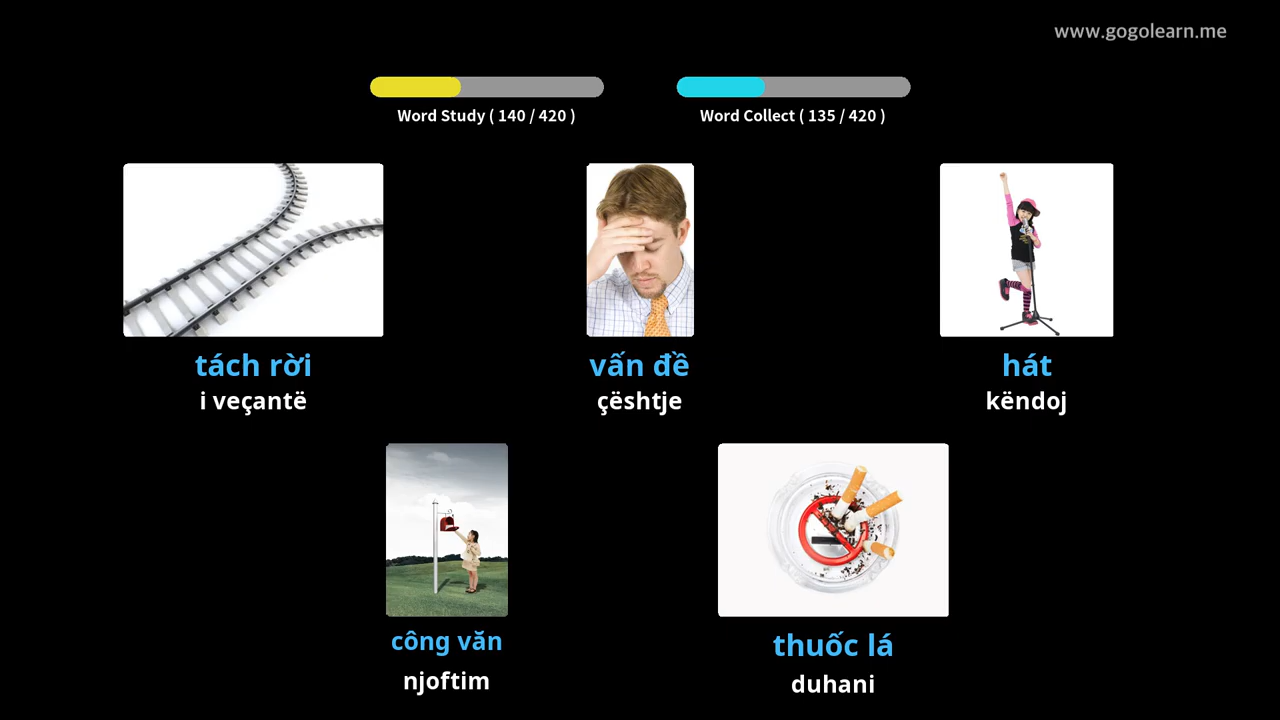 www.gogolearn.me
Word Study ( 140 / 420 )
Word Collect ( 135 / 420 )
tách rời
i veçantë
vấn đề
çështje
hát
këndoj
công văn
njoftim
thuốc lá
duhani